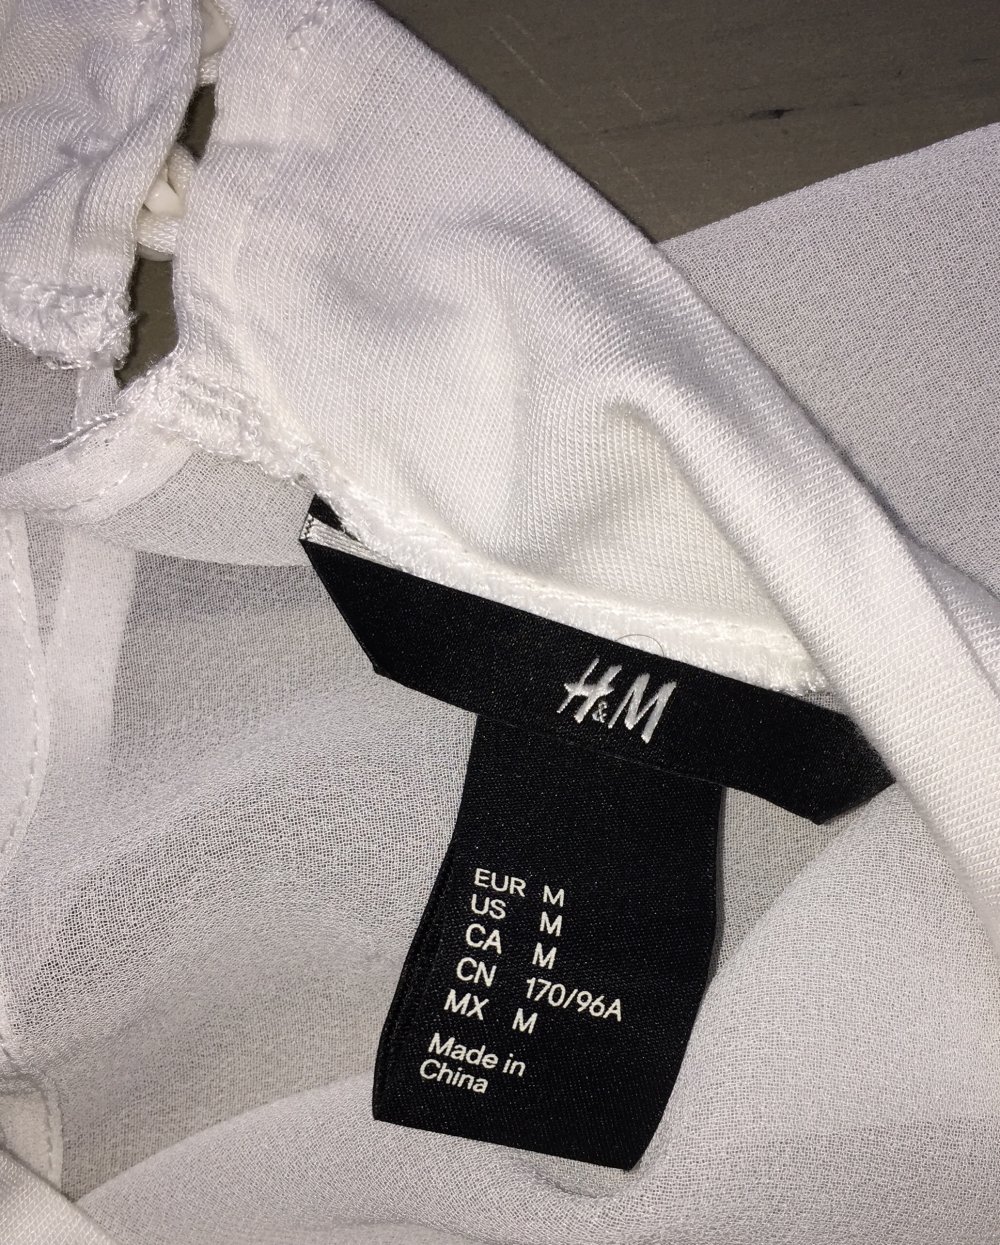 H&M
EUR M
US M
CA M
CN 170/96A
MX M
Made in
China